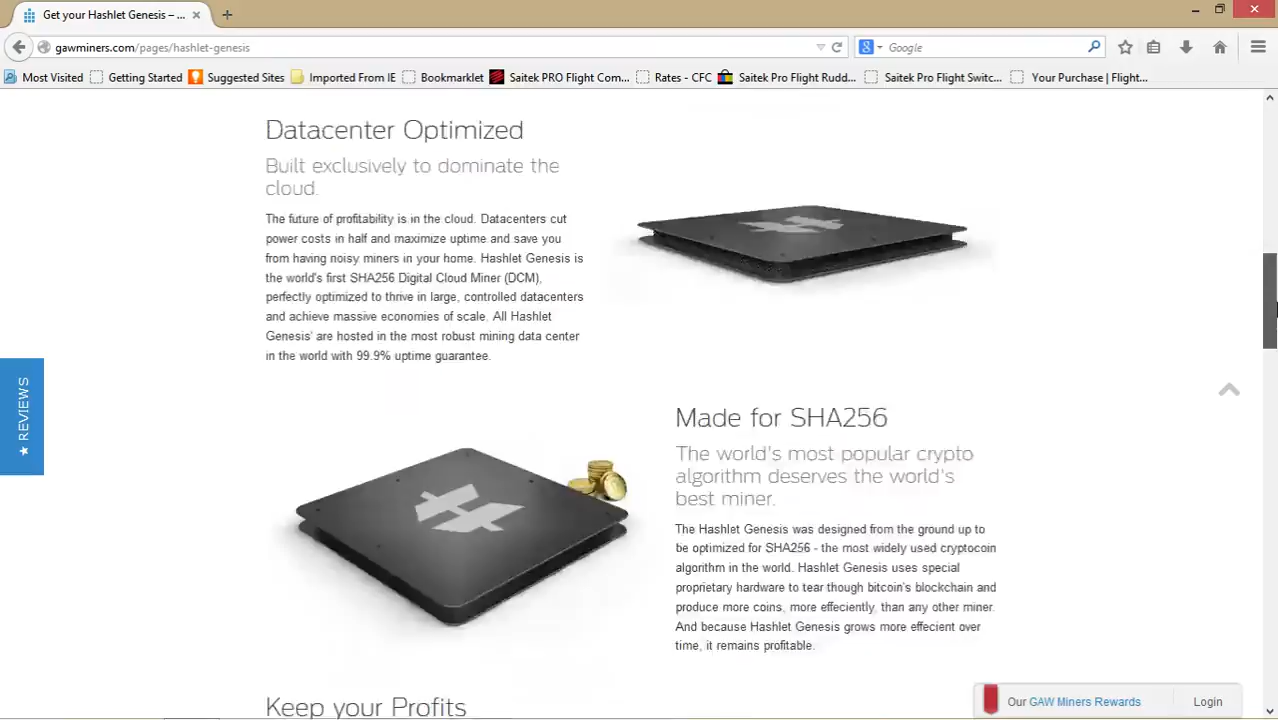 Get your Hashlet Genesis – ...
gawminers.com/pages/hashlet-genesis
Google
Most Visited
Getting Started
Suggested Sites
Imported From IE
Bookmarklet
Saitek PRO Flight Com...
Rates - CFC
Saitek Pro Flight Rudd...
Saitek Pro Flight Switc...
Your Purchase | Flight...
Datacenter Optimized
Built exclusively to dominate the
cloud.
The future of profitability is in the cloud. Datacenters cut
power costs in half and maximize uptime and save you
from having noisy miners in your home. Hashlet Genesis is
the world's first SHA256 Digital Cloud Miner (DCM),
perfectly optimized to thrive in large, controlled datacenters
and achieve massive economies of scale. All Hashlet
Genesis' are hosted in the most robust mining data center
in the world with 99.9% uptime guarantee.
★ REVIEWS
Made for SHA256
The world's most popular crypto
algorithm deserves the world's
best miner.
The Hashlet Genesis was designed from the ground up to
be optimized for SHA256 - the most widely used cryptocoin
algorithm in the world. Hashlet Genesis uses special
proprietary hardware to tear though bitcoin's blockchain and
produce more coins, more effeciently, than any other miner.
And because Hashlet Genesis grows more effecient over
time, it remains profitable.
Keep your Profits
Our GAW Miners Rewards
Login